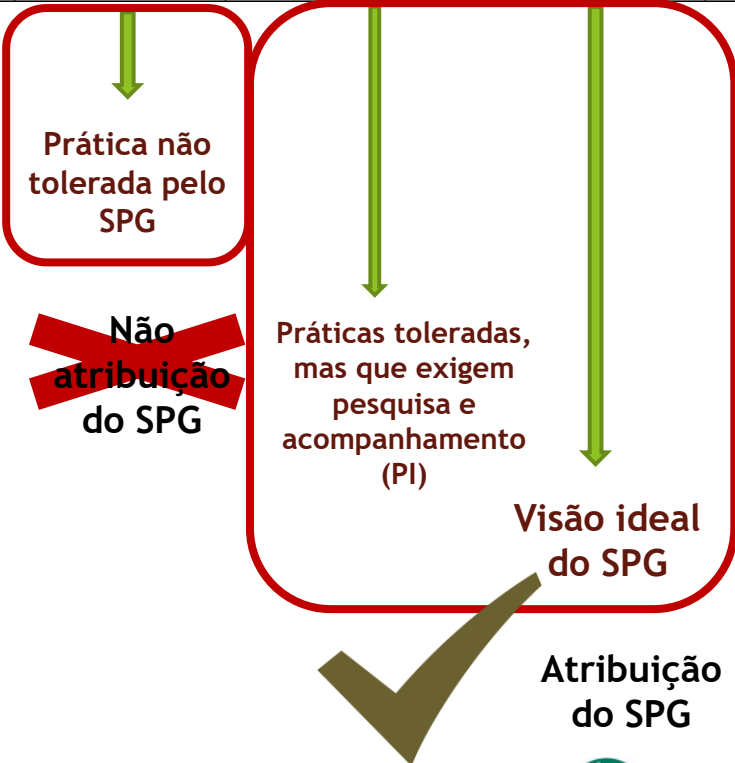 Prática não
tolerada pelo
SPG
Não
atribuição
do SPG
Práticas toleradas,
mas que exigem
pesquisa e
acompanhamento
(PI)
Visão ideal
do SPG
Atribuição
do SPG